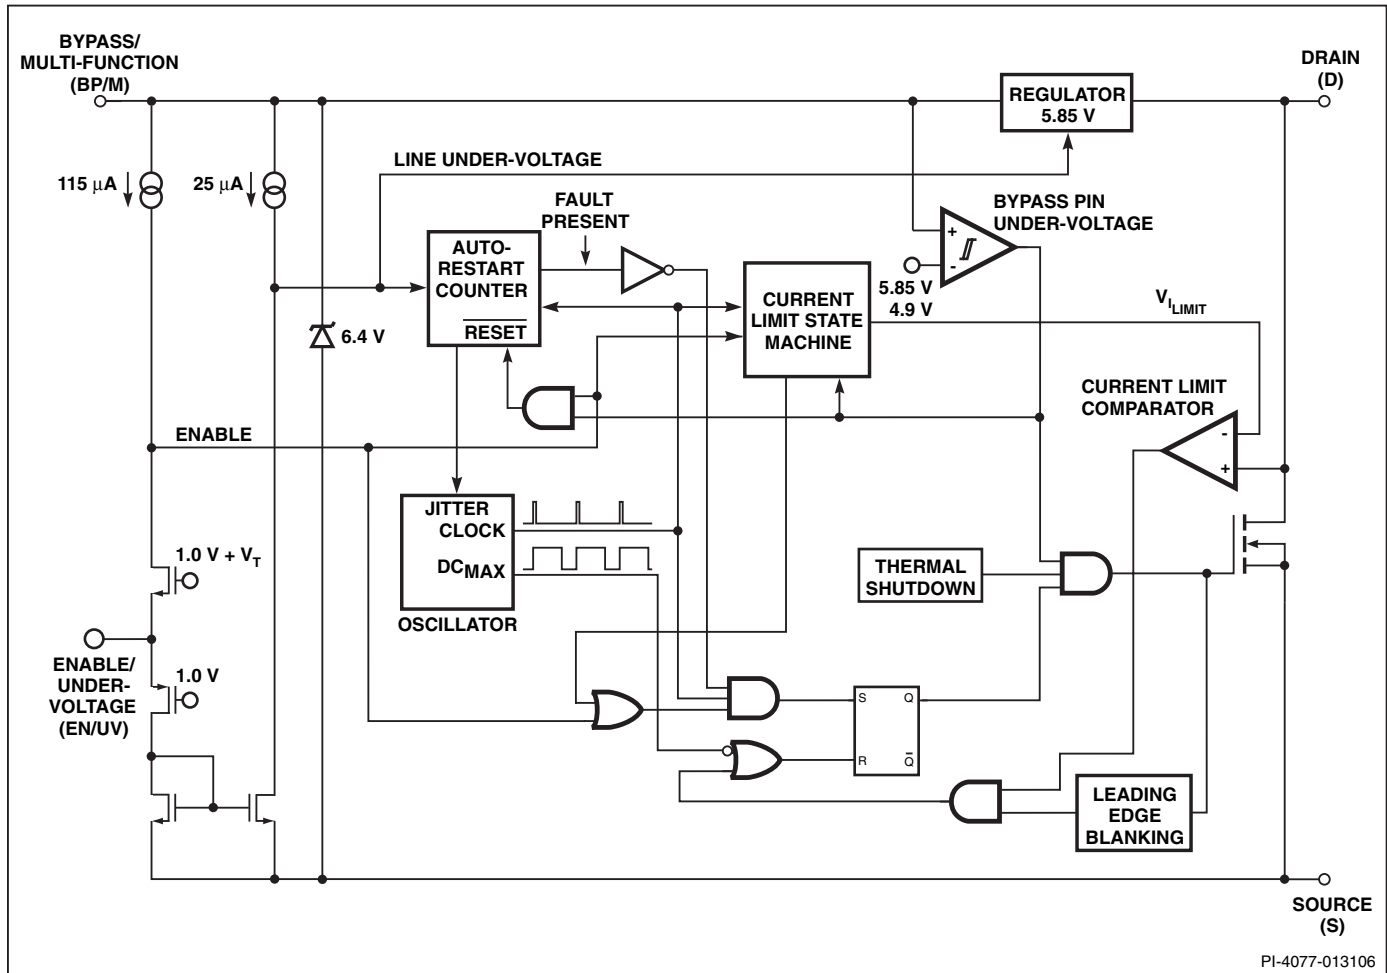 BYPASS/
MULTI-FUNCTION
(BP/M)
DRAIN
(D)
REGULATOR
5.85 V
LINE UNDER-VOLTAGE
115 μA
25 μA
FAULT
PRESENT
BYPASS PIN
UNDER-VOLTAGE
+
-
5.85 V
4.9 V
AUTO-
RESTART
COUNTER
RESET
CURRENT
LIMIT STATE
MACHINE
VILIMIT
6.4 V
CURRENT LIMIT
COMPARATOR
-
+
ENABLE
JITTER
CLOCK
DCMAX
OSCILLATOR
1.0 V + VT
THERMAL
SHUTDOWN
ENABLE/
UNDER-
VOLTAGE
(EN/UV)
1.0 V
S Q
R Q
LEADING
EDGE
BLANKING
SOURCE
(S)
PI-4077-013106